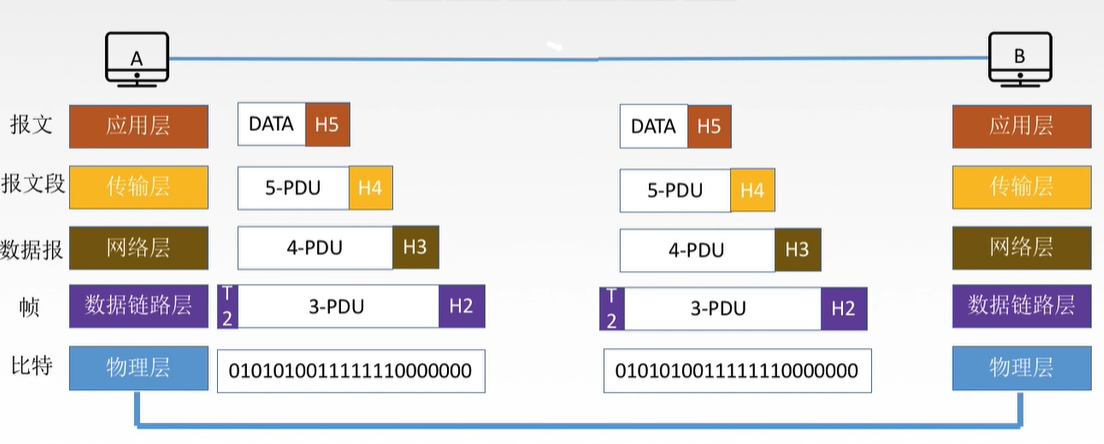 A
B
报文
应用层
DATA
H5
DATA
H5
应用层
报文段
传输层
5-PDU
H4
5-PDU
H4
传输层
数据报
网络层
4-PDU
H3
4-PDU
H3
网络层
帧
数据链路层
T2
3-PDU
H2
T2
3-PDU
H2
数据链路层
比特
物理层
0101010011111110000000
0101010011111110000000
物理层